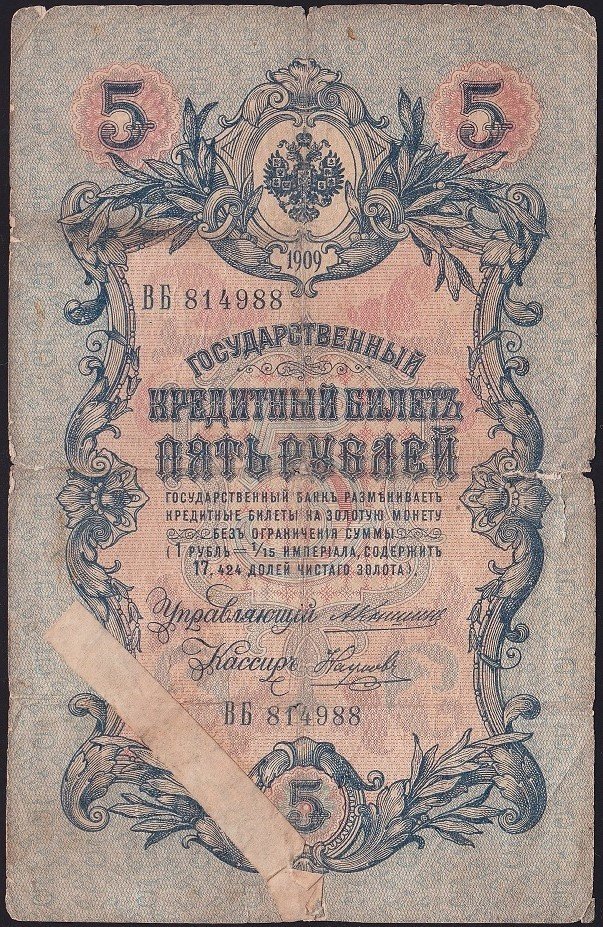 5 5
1909
ВБ 814988
ГОСУДАРСТВЕННЫЙ
КРЕДИТНЫЙ БИЛЕТЪ
ПЯТЬ РУБЛЕЙ
ГОСУДАРСТВЕННЫЙ БАНКЪ РАЗМѢНИВАЕТЪ
КРЕДИТНЫЕ БИЛЕТЫ НА ЗОЛОТУЮ МОНЕТУ
БЕЗЪ ОГРАНИЧЕНІЯ СУММЫ
(1 РУБЛЬ — 1/15 ИМПЕРІАЛА, СОДЕРЖИТЪ
17,424 ДОЛЕЙ ЧИСТАГО ЗОЛОТА).
Управляющій
Кассиръ
ВБ 814988
5